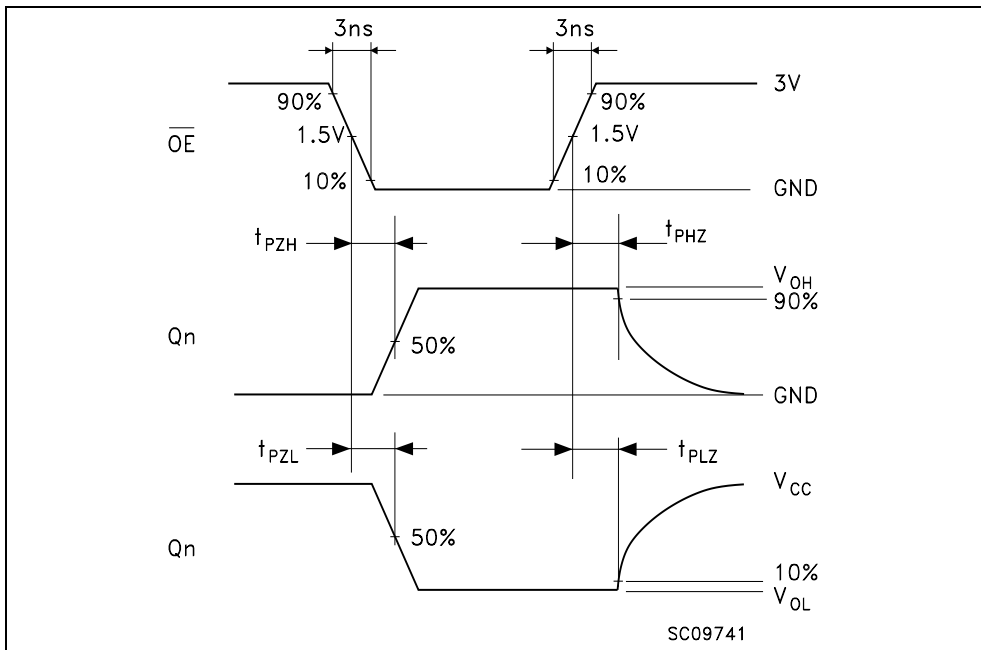 3ns 3ns
3V
90% 90%
OE 1.5V 1.5V
10% 10%
GND
tPZH tPHZ
VOH
90%
Qn 50%
GND
tPZL tPLZ
VCC
Qn 50%
10%
VOL
SC09741